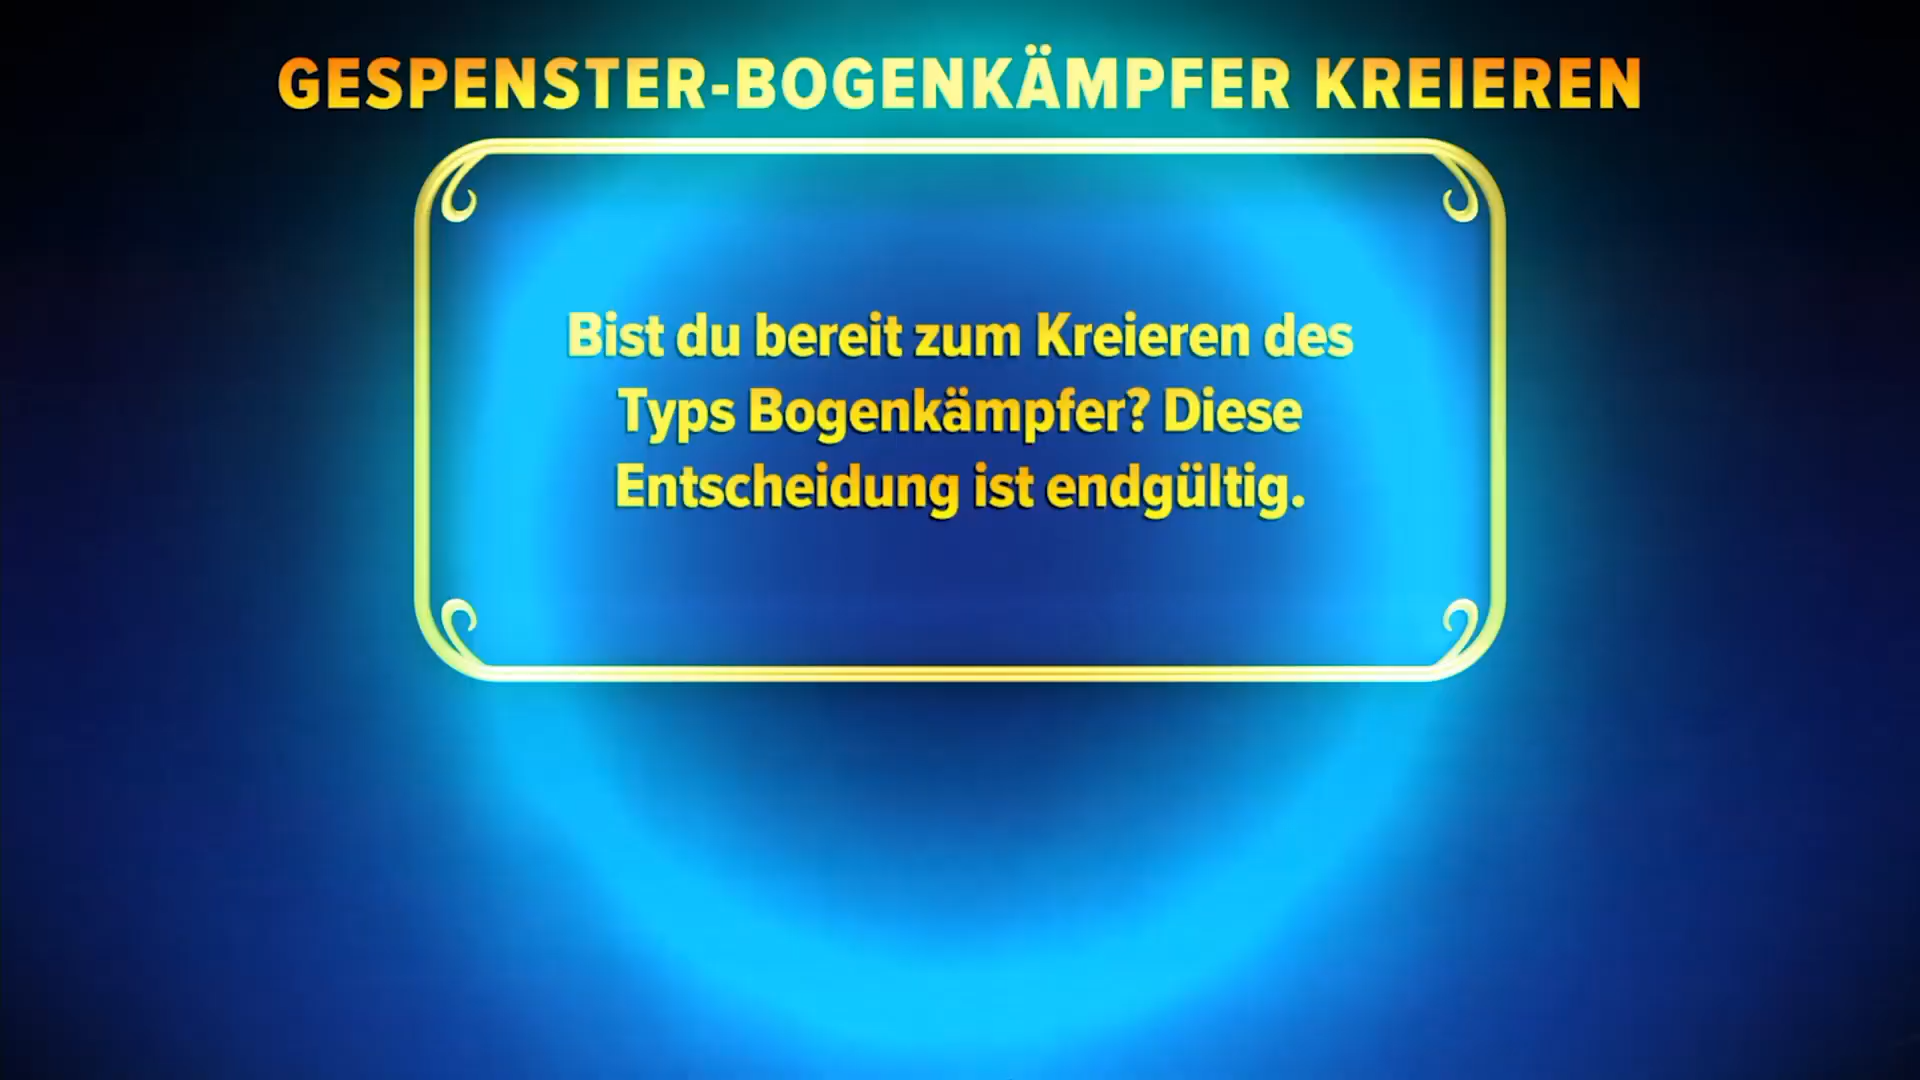 GESPENSTER-BOGENKÄMPFER KREIEREN
Bist du bereit zum Kreieren des
Typs Bogenkämpfer? Diese
Entscheidung ist endgültig.